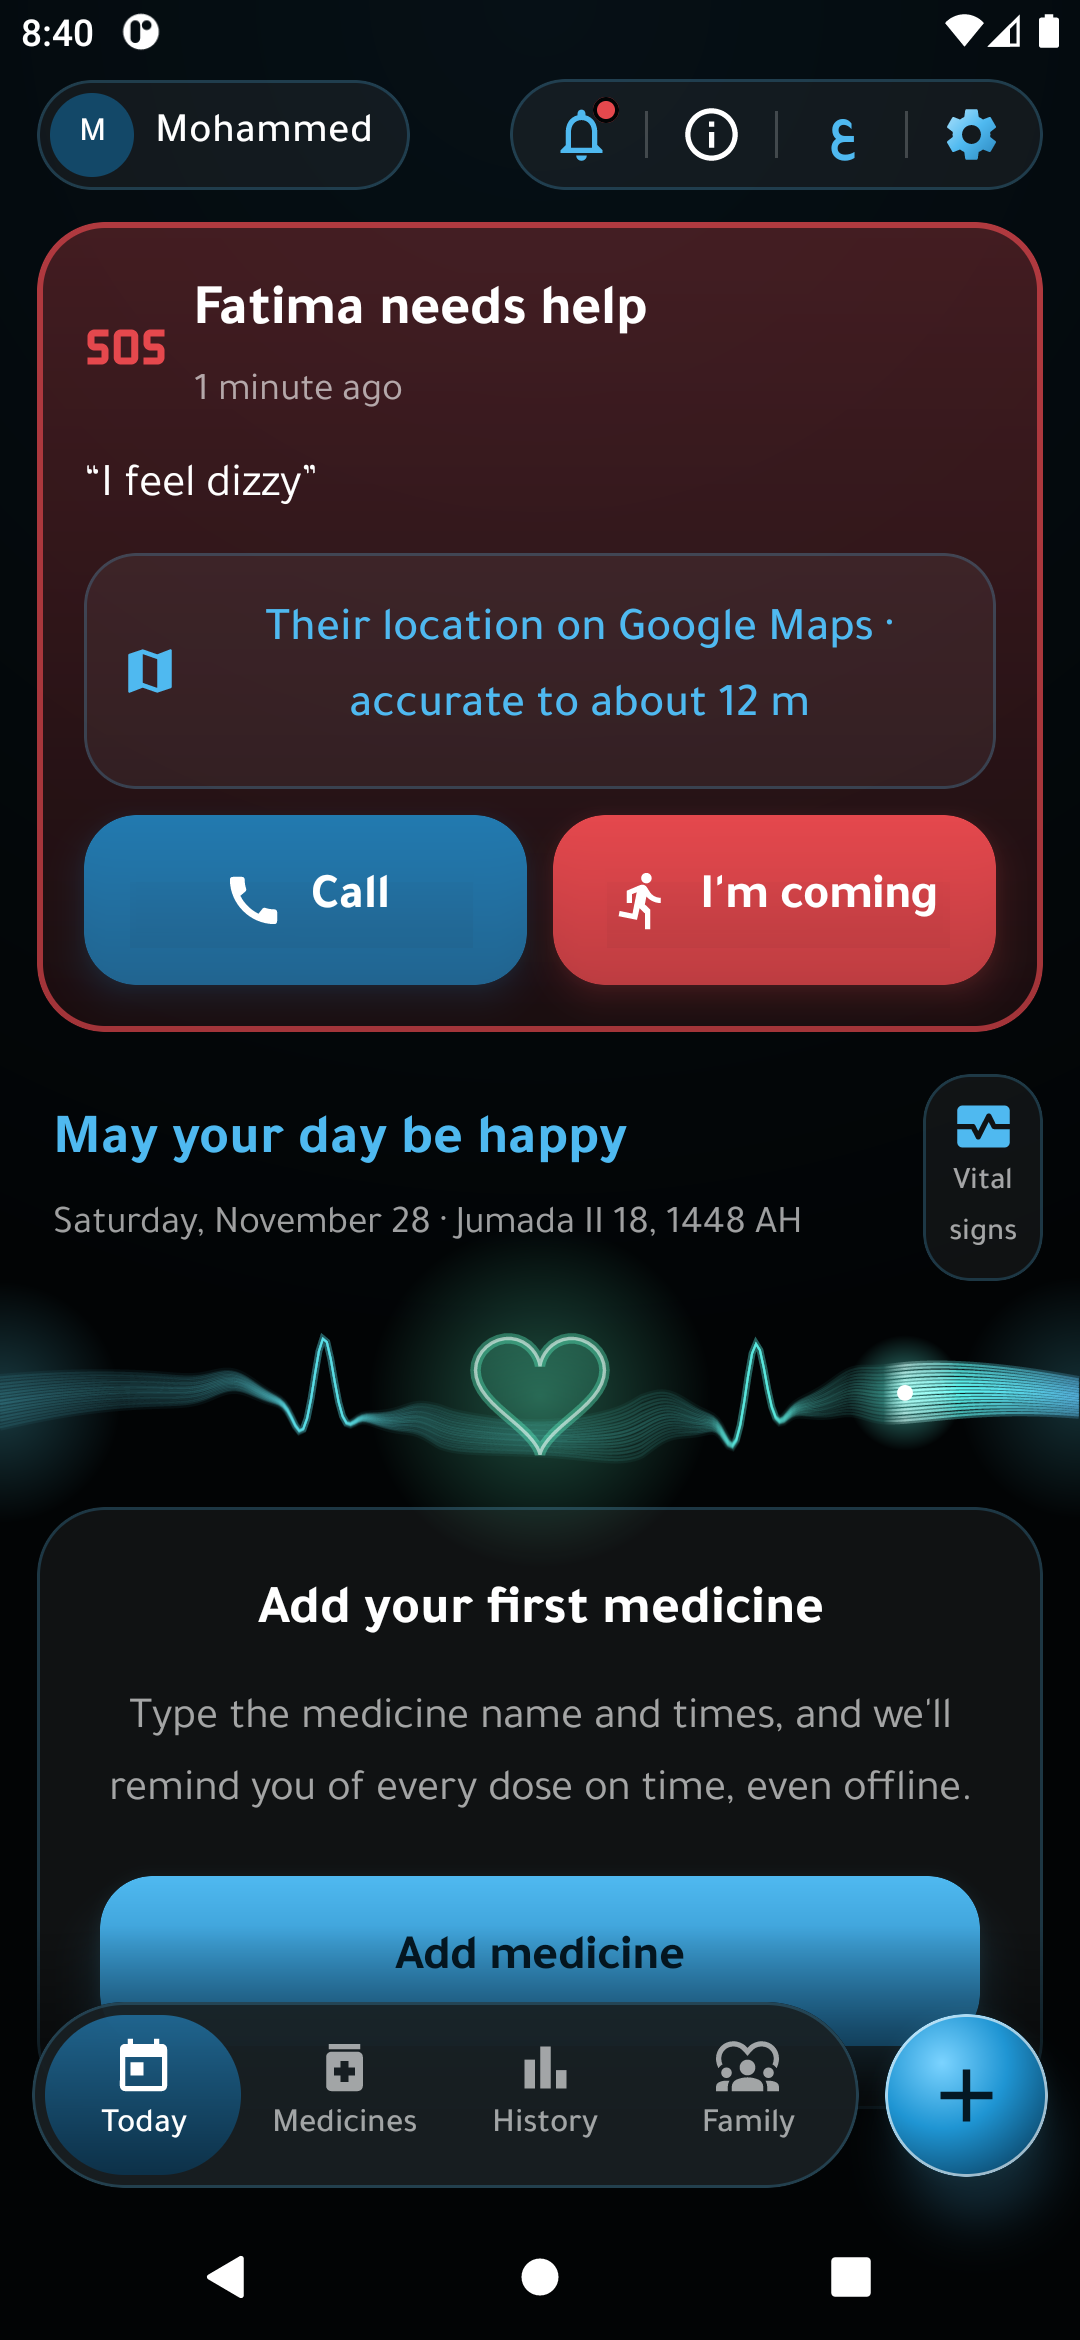 8:40
M
Mohammed
ع
Fatima needs help
SOS
1 minute ago
“I feel dizzy”
Their location on Google Maps ·
accurate to about 12 m
Call
I'm coming
May your day be happy
Saturday, November 28 · Jumada II 18, 1448 AH
Vital
signs
Add your first medicine
Type the medicine name and times, and we'll
remind you of every dose on time, even offline.
Add medicine
Today
Medicines
History
Family